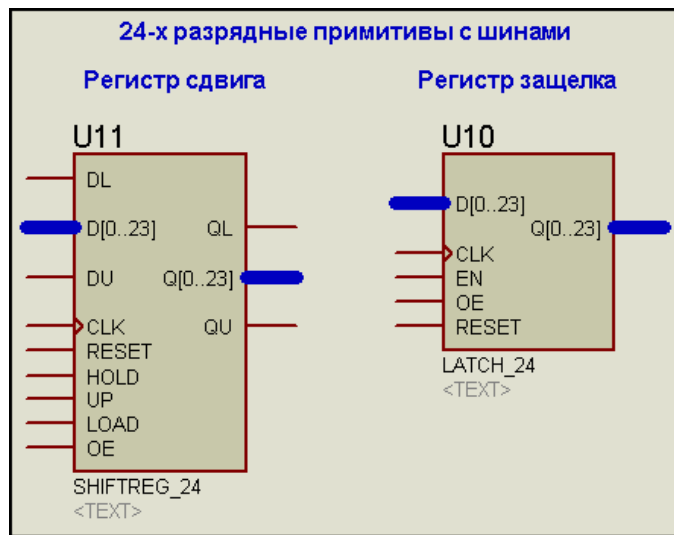 24-х разрядные примитивы с шинами
Регистр сдвига
Регистр защелка
U11
DL
D[0..23]
QL
DU
Q[0..23]
CLK
QU
RESET
HOLD
UP
LOAD
OE
SHIFTREG_24
<TEXT>
U10
D[0..23]
Q[0..23]
CLK
EN
OE
RESET
LATCH_24
<TEXT>